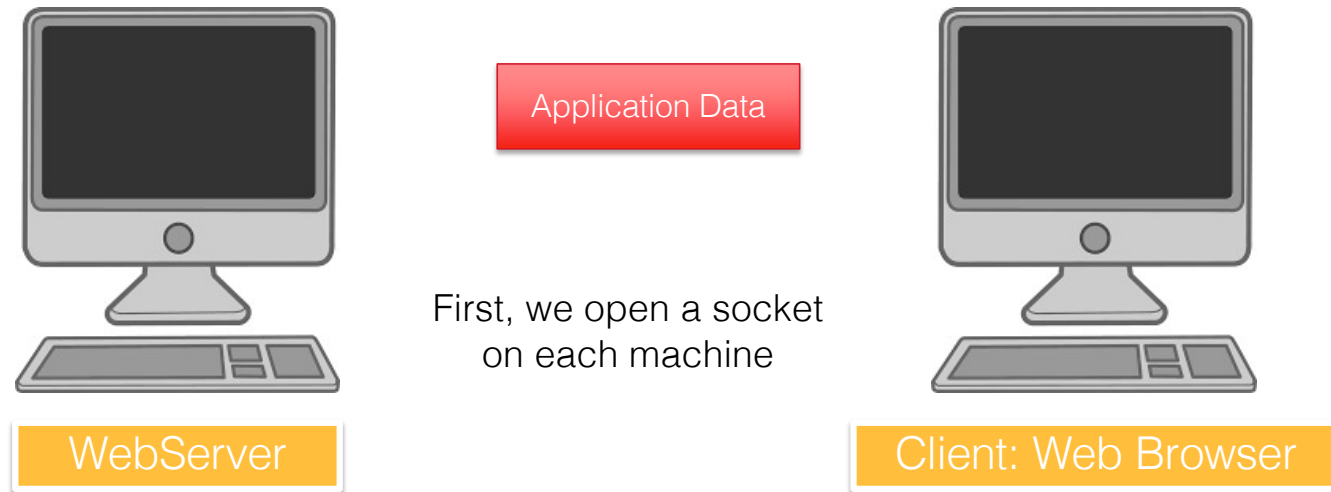 Application Data
First, we open a socket
on each machine
WebServer
Client: Web Browser